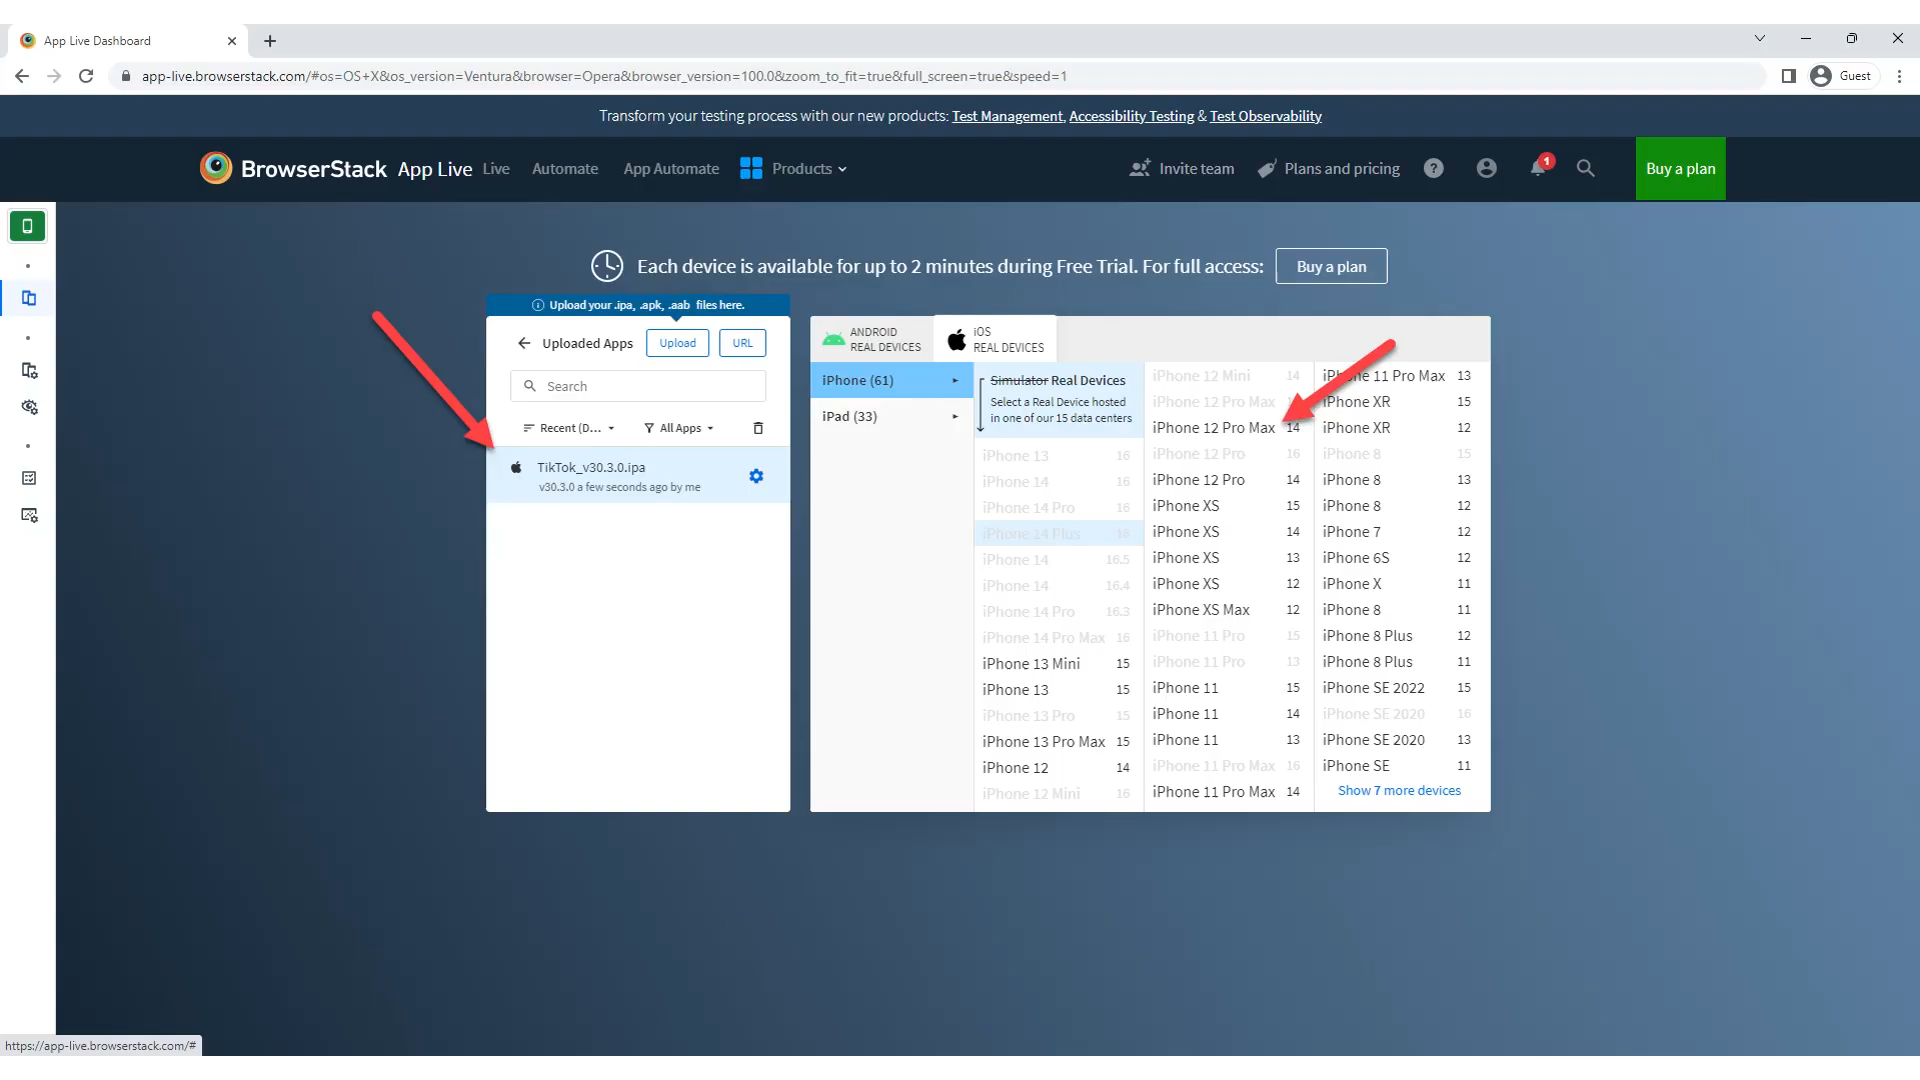 App Live Dashboard
app-live.browserstack.com/#os=OS+X&os_version=Ventura&browser=Opera&browser_version=100.0&zoom_to_fit=true&full_screen=true&speed=1
Guest
Transform your testing process with our new products: Test Management, Accessibility Testing & Test Observability
BrowserStack App Live Live Automate App Automate Products Invite team Plans and pricing ? 1 Buy a plan
Each device is available for up to 2 minutes during Free Trial. For full access: Buy a plan
Upload your .ipa, .apk, .aab files here.
Uploaded Apps Upload URL
Search
Recent (D... All Apps
TikTok_v30.3.0.ipa
v30.3.0 a few seconds ago by me
ANDROID
REAL DEVICES
iOS
REAL DEVICES
iPhone (61)
iPad (33)
Simulator Real Devices
Select a Real Device hosted
in one of our 15 data centers
iPhone 13 16
iPhone 14 16
iPhone 14 Pro 16
iPhone 14 Plus 16
iPhone 14 16.5
iPhone 14 16.4
iPhone 14 Pro 16.3
iPhone 14 Pro Max 16
iPhone 13 Mini 15
iPhone 13 15
iPhone 13 Pro 15
iPhone 13 Pro Max 15
iPhone 12 14
iPhone 12 Mini 16
iPhone 12 Mini 14
iPhone 12 Pro Max
iPhone 12 Pro Max 14
iPhone 12 Pro 16
iPhone 12 Pro 14
iPhone XS 15
iPhone XS 14
iPhone XS 13
iPhone XS 12
iPhone XS Max 12
iPhone 11 Pro 15
iPhone 11 Pro 13
iPhone 11 15
iPhone 11 14
iPhone 11 13
iPhone 11 Pro Max 16
iPhone 11 Pro Max 14
iPhone 11 Pro Max 13
iPhone XR 15
iPhone XR 12
iPhone 8 15
iPhone 8 13
iPhone 8 12
iPhone 7 12
iPhone 6S 12
iPhone X 11
iPhone 8 11
iPhone 8 Plus 12
iPhone 8 Plus 11
iPhone SE 2022 15
iPhone SE 2020 16
iPhone SE 2020 13
iPhone SE 11
Show 7 more devices
https://app-live.browserstack.com/#